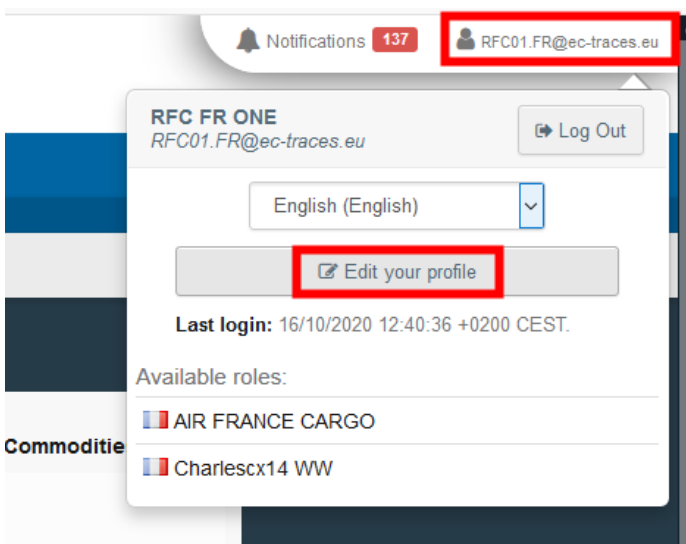 Notifications 137 RFC01.FR@ec-traces.eu
RFC FR ONE
RFC01.FR@ec-traces.eu
Log Out
English (English)
Edit your profile
Last login: 16/10/2020 12:40:36 +0200 CEST.
Available roles:
AIR FRANCE CARGO
Commoditie
Charlescx14 WW